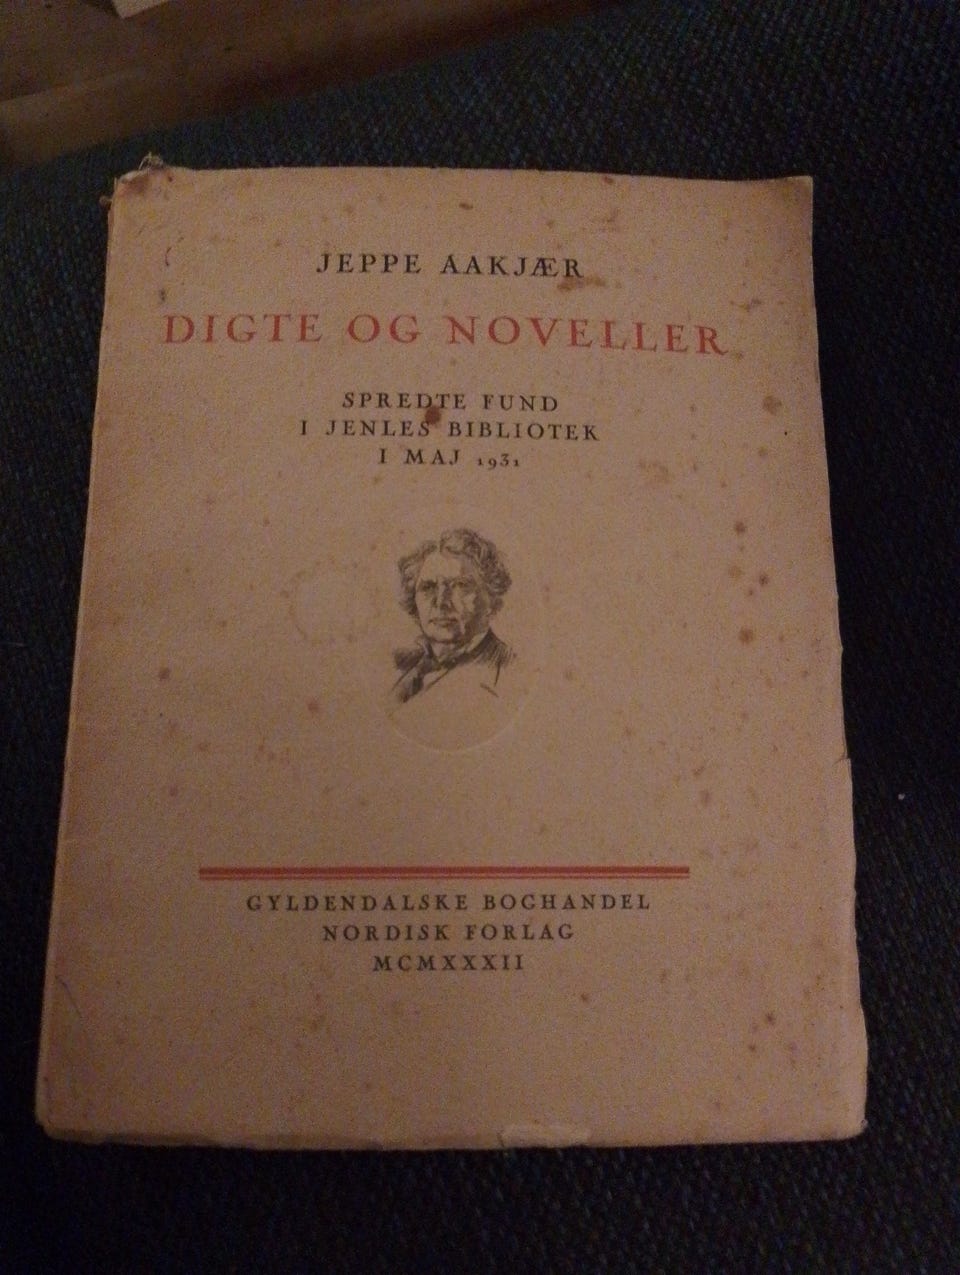 JEPPE AAKJÆR
DIGTE OG NOVELLER
SPREDTE FUND
I JENLES BIBLIOTEK
I MAJ 1931
GYLDENDALSKE BOGHANDEL
NORDISK FORLAG
MCMXXXII